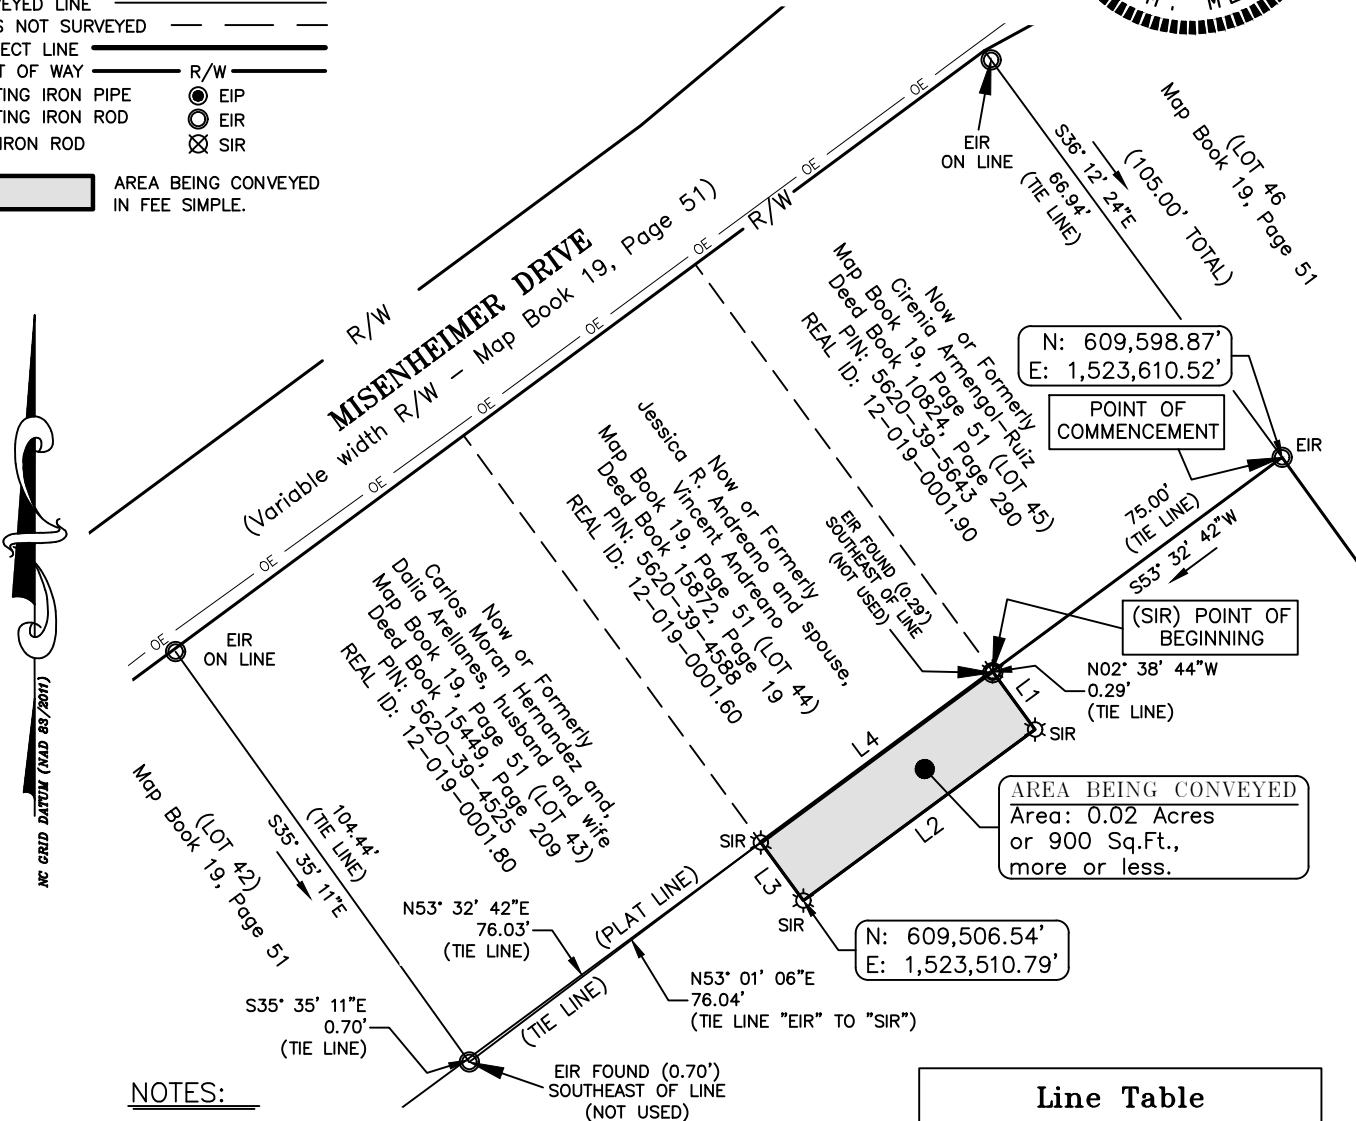 S NOT SURVEYED
ECT LINE
T OF WAY R/W
TING IRON PIPE EIP
TING IRON ROD EIR
IRON ROD SIR
AREA BEING CONVEYED
IN FEE SIMPLE.
NC GRID DATUM (NAD 83/2011)
R/W
MISENHEIMER DRIVE
(Variable width R/W - Map Book 19, Page 51)
R/W
OE
OE
OE
OE
OE
OE
OE
OE
EIR
ON LINE
S36° 12' 24"E
(105.00' TOTAL)
66.94'
(TIE LINE)
(LOT 46
Map Book 19, Page 51
N: 609,598.87'
E: 1,523,610.52'
POINT OF
COMMENCEMENT
EIR
75.00'
(TIE LINE)
S53° 32' 42"W
Now or Formerly
Cirenia Armengol-Ruiz
Map Book 19, Page 51 (LOT 45)
Deed Book 10824, Page 290
PIN: 5620-39-5643
REAL ID: 12-019-0001.90
Now or Formerly
Jessica R. Andreano and spouse,
Vincent Andreano
Map Book 19, Page 51 (LOT 44)
Deed Book 15872, Page 19
PIN: 5620-39-4588
REAL ID: 12-019-0001.60
EIR FOUND (0.29')
SOUTHEAST OF LINE
(NOT USED)
(SIR) POINT OF
BEGINNING
N02° 38' 44"W
0.29'
(TIE LINE)
EIR
ON LINE
Now or Formerly
Carlos Moran Hernandez and,
Dalia Arellanes, husband and wife
Map Book 19, Page 51 (LOT 43)
Deed Book 15449, Page 209
PIN: 5620-39-4525
REAL ID: 12-019-0001.80
L1
SIR
L4
L2
L3
SIR
SIR
AREA BEING CONVEYED
Area: 0.02 Acres
or 900 Sq.Ft.,
more or less.
(LOT 42)
Map Book 19, Page 51
104.44'
(TIE LINE)
S35° 35' 11"E
N53° 32' 42"E
76.03'
(TIE LINE)
(PLAT LINE)
(TIE LINE)
N: 609,506.54'
E: 1,523,510.79'
N53° 01' 06"E
76.04'
(TIE LINE "EIR" TO "SIR")
S35° 35' 11"E
0.70'
(TIE LINE)
EIR FOUND (0.70')
SOUTHEAST OF LINE
(NOT USED)
NOTES:
Line Table